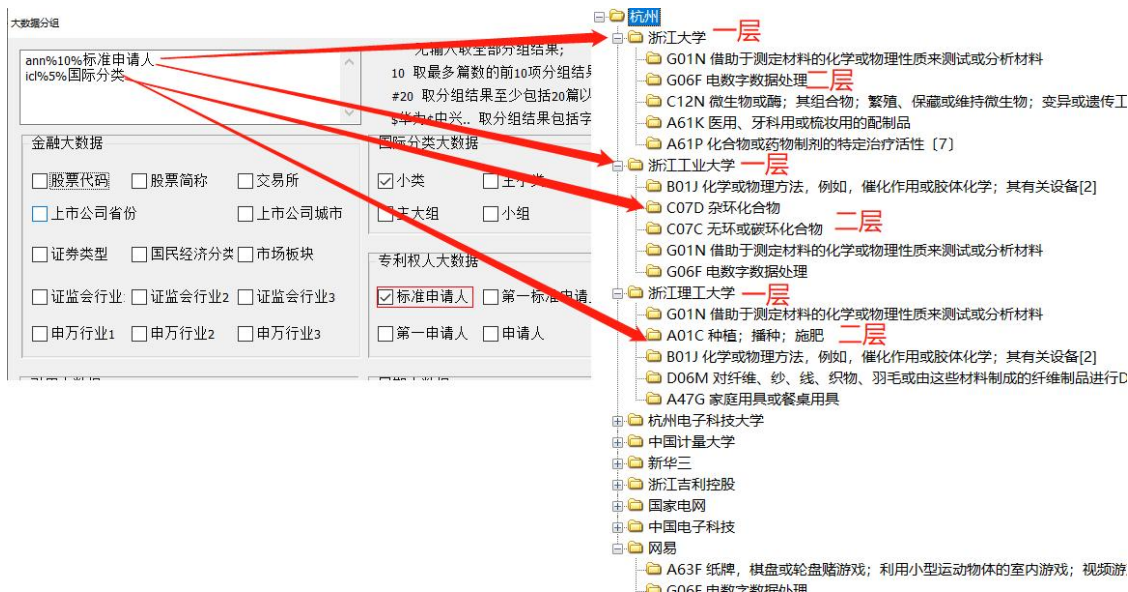 大数据分组
ann%10%标准申请人
icl%5%国际分类
无输入取全部分组结果;
10 取最多篇数的前10项分组结
#20 取分组结果至少包括20篇以
$华为$中兴.. 取分组结果包括字
金融大数据
股票代码 股票简称 交易所
上市公司省份 上市公司城市
证券类型 国民经济分类 市场板块
证监会行业 证监会行业2 证监会行业3
申万行业1 申万行业2 申万行业3
国际分类大数据
小类 主小类
主大组 小组
专利权人大数据
标准申请人 第一标准申请
第一申请人 申请人
杭州
浙江大学 一层
G01N 借助于测定材料的化学或物理性质来测试或分析材料
G06F 电数字数据处理 二层
C12N 微生物或酶；其组合物；繁殖、保藏或维持微生物；变异或遗传工
A61K 医用、牙科用或梳妆用的配制品
A61P 化合物或药物制剂的特定治疗活性〔7〕
浙江工业大学 一层
B01J 化学或物理方法，例如，催化作用或胶体化学；其有关设备[2]
C07D 杂环化合物
C07C 无环或碳环化合物 二层
G01N 借助于测定材料的化学或物理性质来测试或分析材料
G06F 电数字数据处理
浙江理工大学 一层
G01N 借助于测定材料的化学或物理性质来测试或分析材料
A01C 种植；播种；施肥 二层
B01J 化学或物理方法，例如，催化作用或胶体化学；其有关设备[2]
D06M 对纤维、纱、线、织物、羽毛或由这些材料制成的纤维制品进行D
A47G 家庭用具或餐桌用具
杭州电子科技大学
中国计量大学
新华三
浙江吉利控股
国家电网
中国电子科技
网易
A63F 纸牌，棋盘或轮盘赌游戏；利用小型运动物体的室内游戏；视频游
G06F 电数字数据处理